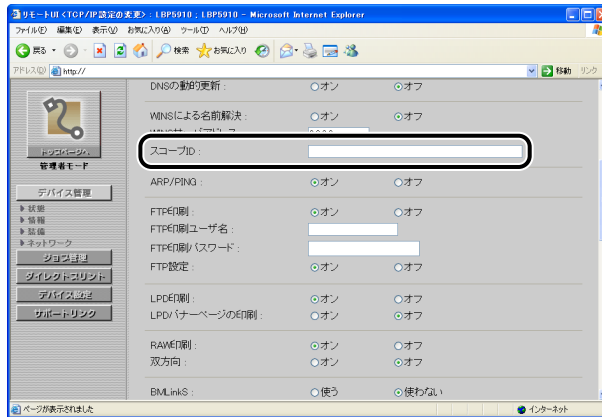 リモートUI<TCP/IP設定の変更> : LBP5910 ; LBP5910 - Microsoft Internet Explorer
ファイル(F) 編集(E) 表示(V) お気に入り(A) ツール(T) ヘルプ(H)
戻る 検索 お気に入り
アドレス(D) http:// 移動 リンク
DNSの動的更新 : オン オフ
WINSによる名前解決 : オン オフ
トップページへ
スコープID :
管理者モード
ARP/PING : オン オフ
デバイス管理
状態
情報
装備
ネットワーク
ジョブ管理
ダイレクトプリント
デバイス設定
サポートリンク
FTP印刷 : オン オフ
FTP印刷ユーザ名 :
FTP印刷パスワード :
FTP設定 : オン オフ
LPD印刷 : オン オフ
LPDバナーページの印刷 : オン オフ
RAW印刷 : オン オフ
双方向 : オン オフ
BMLinkS : 使う 使わない
ページが表示されました インターネット